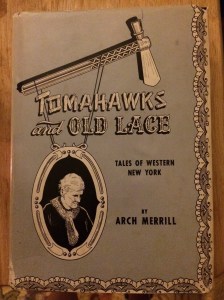 TOMAHAWKS
and OLD LACE
TALES OF WESTERN
NEW YORK
BY
ARCH MERRILL